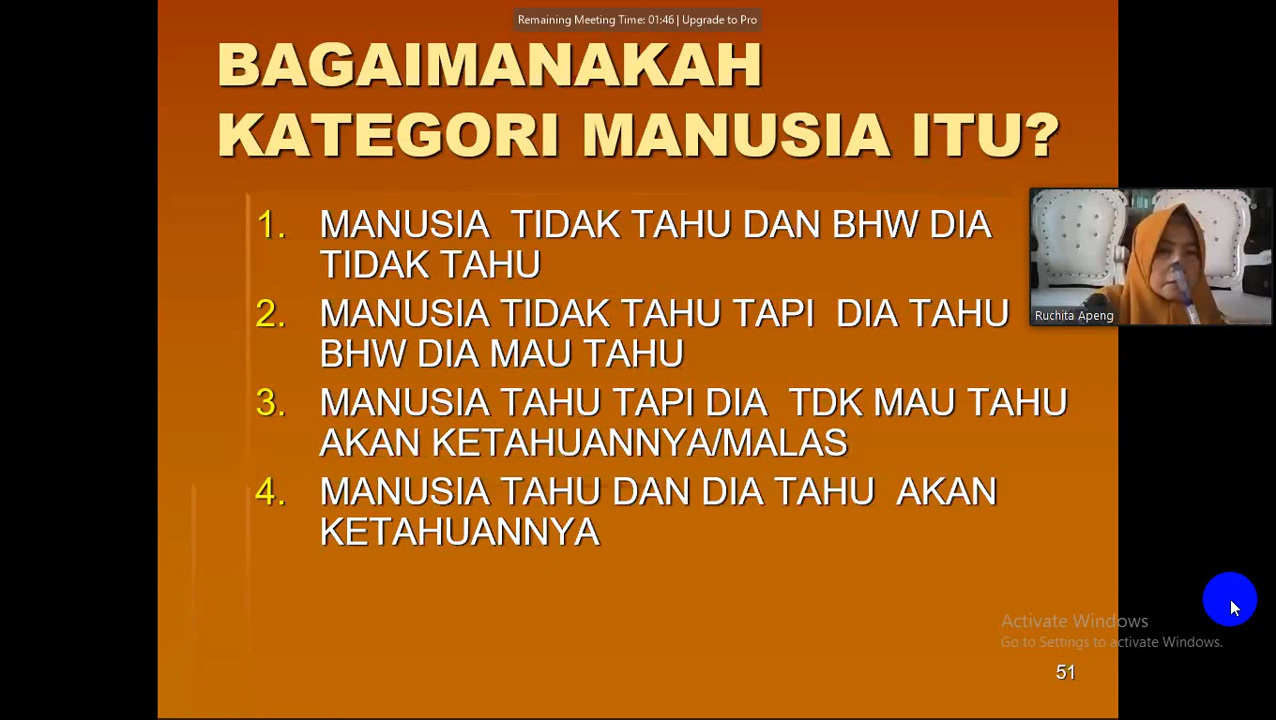 Remaining Meeting Time: 01:46 | Upgrade to Pro
BAGAIMANAKAH
KATEGORI MANUSIA ITU?
1. MANUSIA TIDAK TAHU DAN BHW DIA
TIDAK TAHU
2. MANUSIA TIDAK TAHU TAPI DIA TAHU
BHW DIA MAU TAHU
3. MANUSIA TAHU TAPI DIA TDK MAU TAHU
AKAN KETAHUANNYA/MALAS
4. MANUSIA TAHU DAN DIA TAHU AKAN
KETAHUANNYA
Ruchita Apeng
Activate Windows
Go to Settings to activate Windows.
51